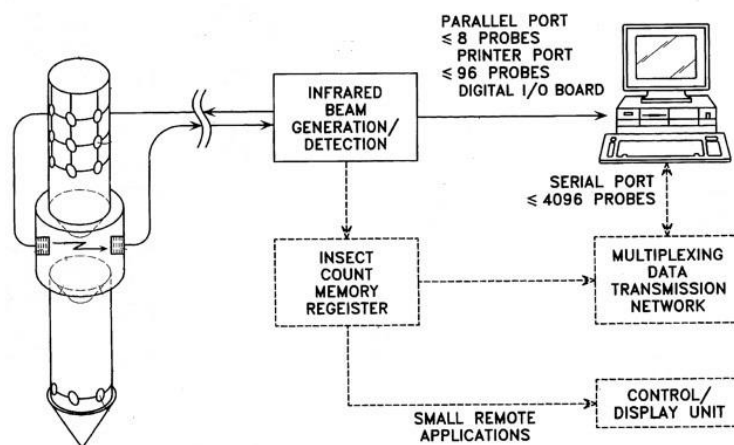 PARALLEL PORT
≤ 8 PROBES
PRINTER PORT
≤ 96 PROBES
DIGITAL I/O BOARD
INFRARED
BEAM
GENERATION/
DETECTION
SERIAL PORT
≤ 4096 PROBES
INSECT
COUNT
MEMORY
REGEISTER
MULTIPLEXING
DATA
TRANSMISSION
NETWORK
SMALL REMOTE
APPLICATIONS
CONTROL/
DISPLAY UNIT